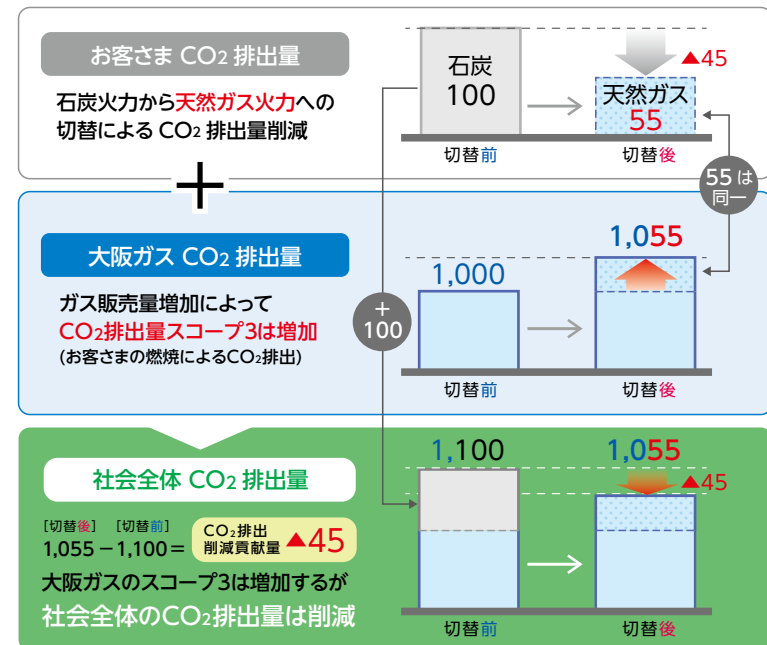 お客さま CO2 排出量
石炭火力から天然ガス火力への
切替による CO2 排出量削減
石炭
100
切替前
▲45
天然ガス
55
切替後
+
55 は
同一
大阪ガス CO2 排出量
ガス販売量増加によって
CO2排出量スコープ3は増加
(お客さまの燃焼によるCO2排出)
1,000
切替前
1,055
切替後
+
100
社会全体 CO2 排出量
[切替後] [切替前]
1,055 − 1,100 =
CO2排出
削減貢献量 ▲45
大阪ガスのスコープ3は増加するが
社会全体のCO2排出量は削減
1,100
切替前
1,055
▲45
切替後